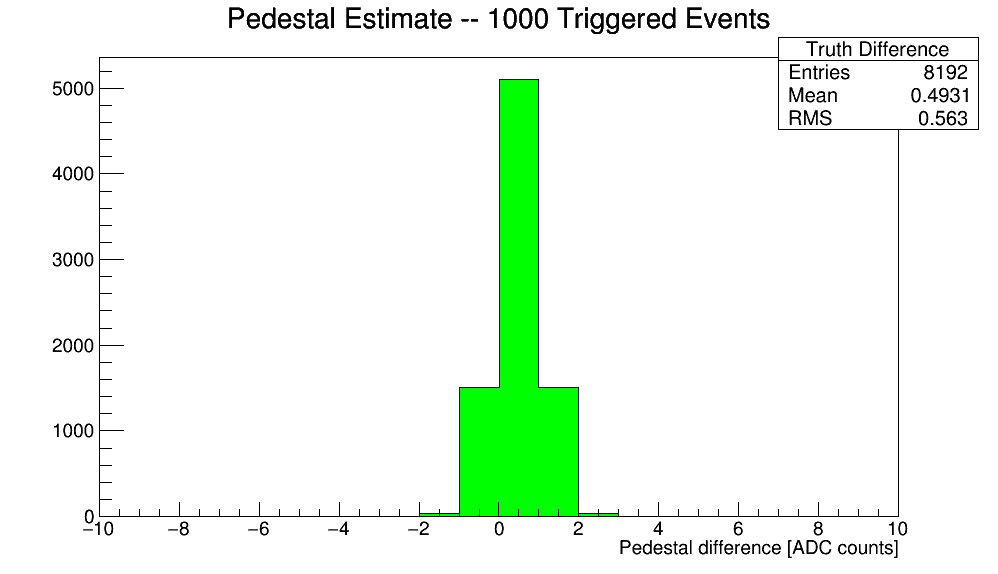 Pedestal Estimate -- 1000 Triggered Events
Truth Difference
Entries 8192
Mean 0.4931
RMS 0.563
5000
4000
3000
2000
1000
0
−10 −8 −6 −4 −2 0 2 4 6 8 10
Pedestal difference [ADC counts]